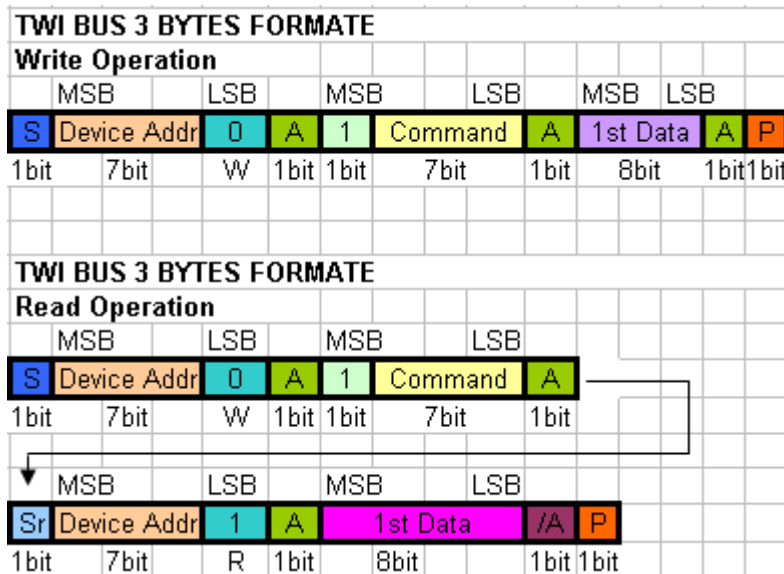 TWI BUS 3 BYTES FORMATE
Write Operation
MSB LSB MSB LSB MSB LSB
S Device Addr 0 A 1 Command A 1st Data A P
1bit 7bit W 1bit 1bit 7bit 1bit 8bit 1bit 1bit
TWI BUS 3 BYTES FORMATE
Read Operation
MSB LSB MSB LSB
S Device Addr 0 A 1 Command A
1bit 7bit W 1bit 1bit 7bit 1bit
MSB LSB MSB LSB
Sr Device Addr 1 A 1st Data /A P
1bit 7bit R 1bit 8bit 1bit 1bit